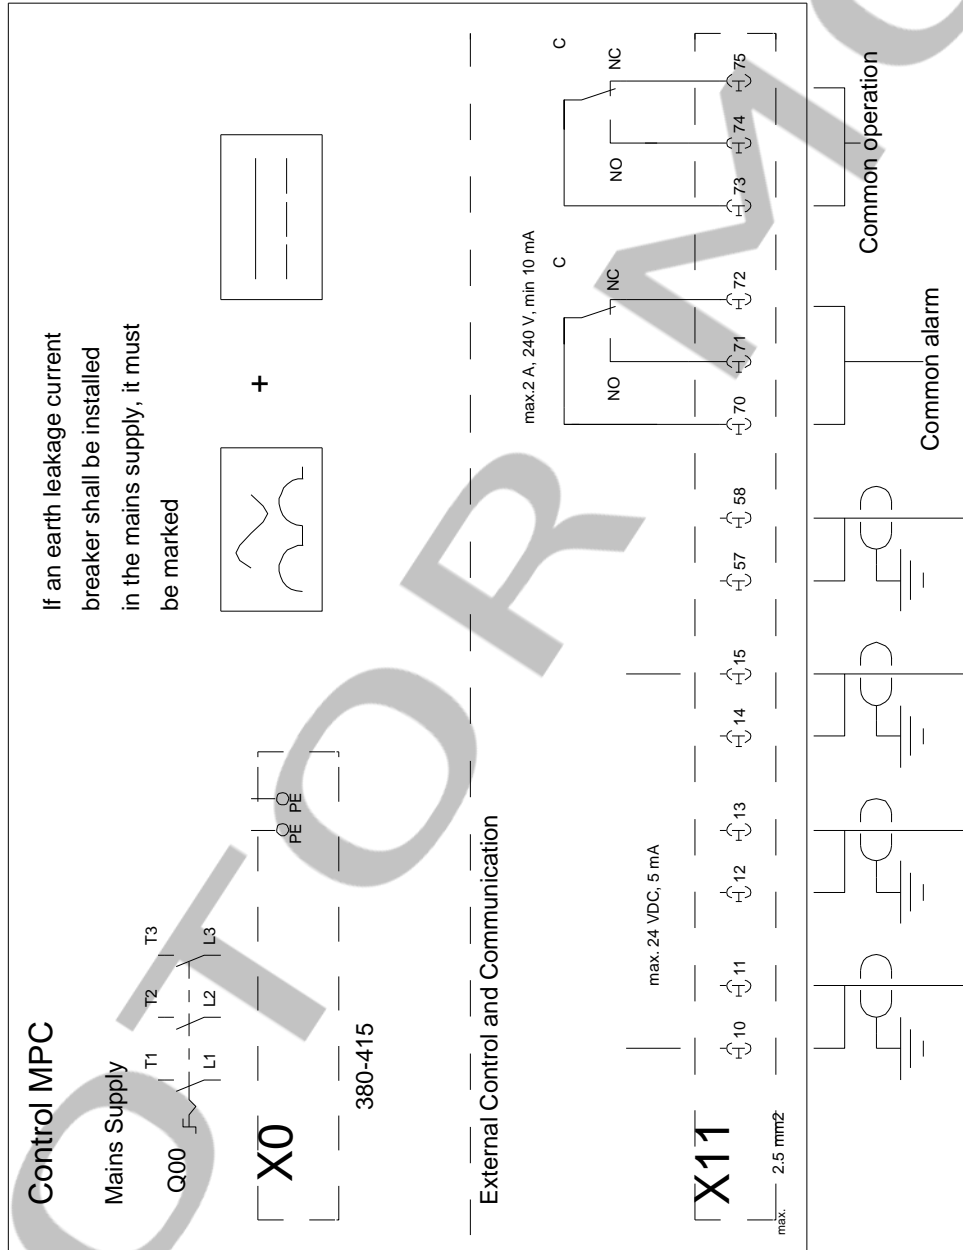 Control MPC
Mains Supply
Q00
T1 T2 T3
L1 L2 L3
X0
PE PE
380-415
If an earth leakage current
breaker shall be installed
in the mains supply, it must
be marked
+
External Control and Communication
max. 24 VDC, 5 mA
max.2 A, 240 V, min 10 mA
C
C
NO NC NO NC
X11
10 11 12 13 14 15 57 58 70 71 72 73 74 75
max. 2.5 mm2
Common alarm
Common operation
OTOR MO